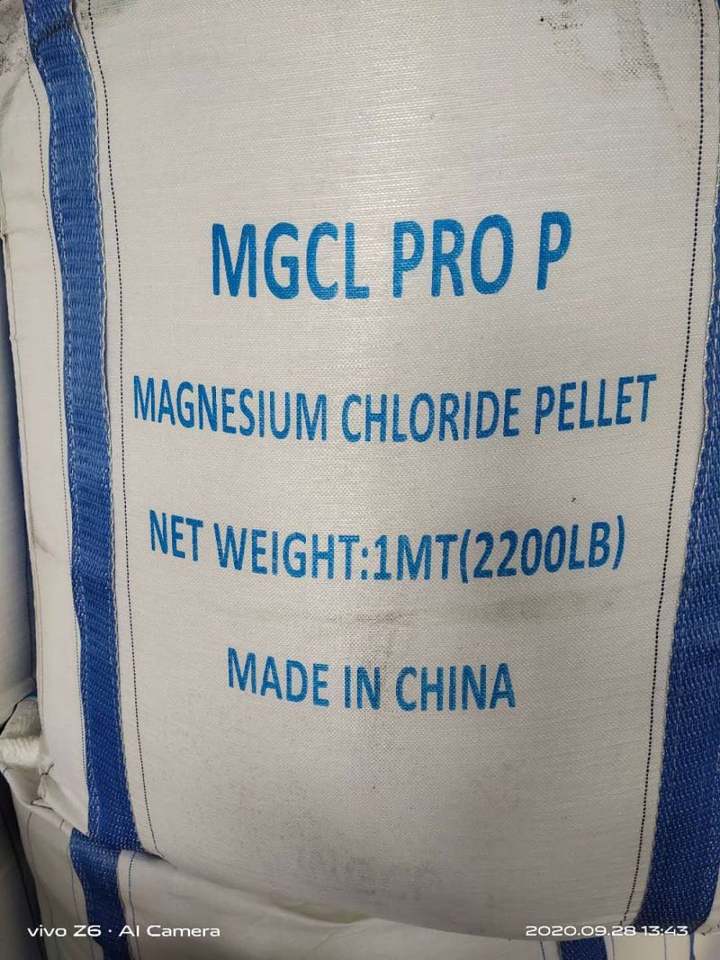 MGCL PRO P
MAGNESIUM CHLORIDE PELLET
NET WEIGHT:1MT(2200LB)
MADE IN CHINA
vivo Z6 · AI Camera
2020.09.28 13:43